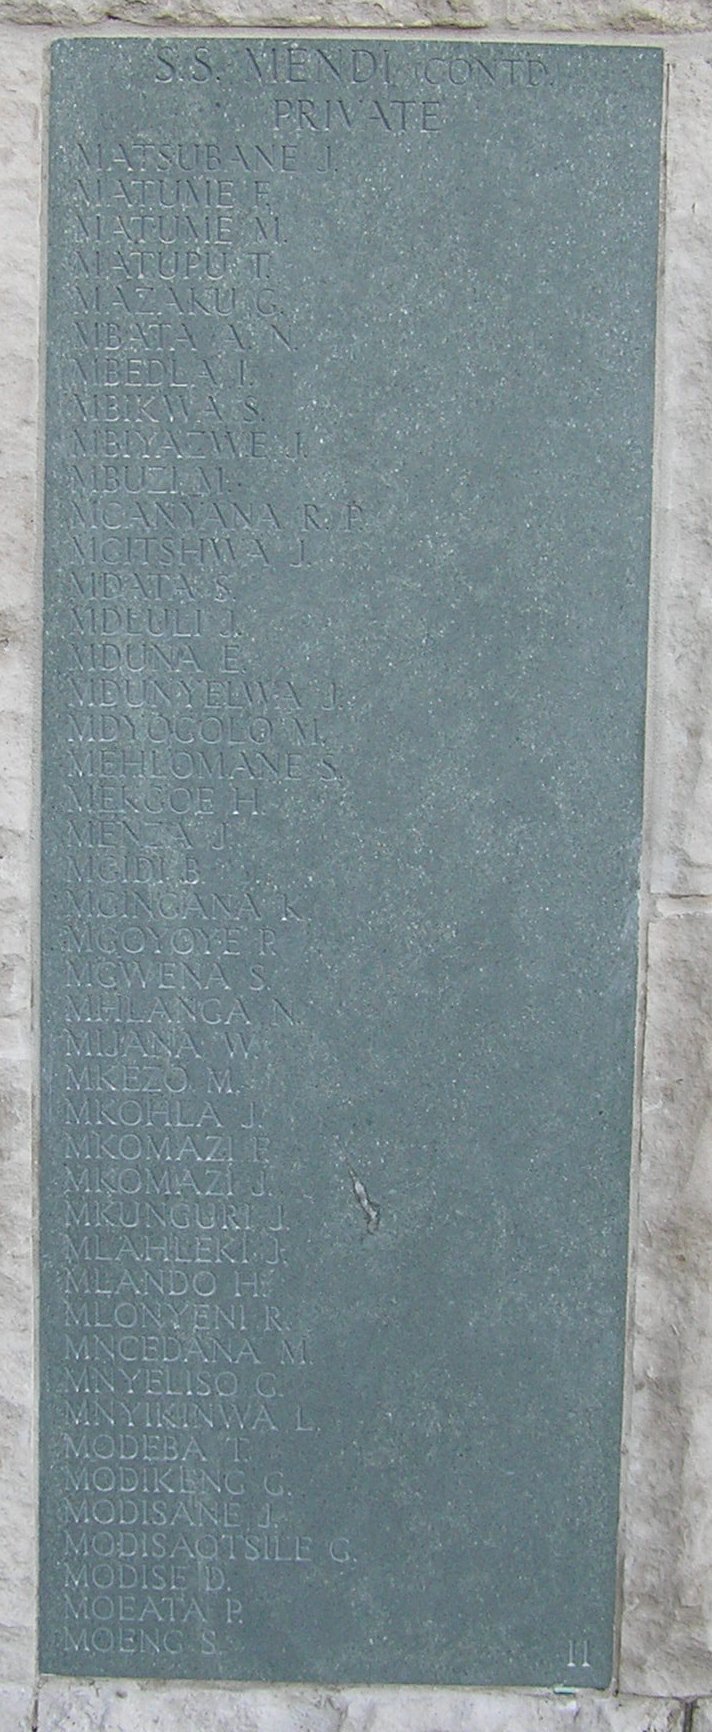 S.S. MENDI (CONTD.)
PRIVATE
MATSUBANE J.
MATUME F.
MATUME M.
MATUPU T.
MAZAKU G.
MBATA A. N.
MBEDLA I.
MBIKWA S.
MBIYAZWE J.
MBUZI M.
MCANYANA R. P.
MCITSHWA J.
MDATA S.
MDLULI J.
MDUNA E.
MDUNYELWA J.
MDYOGOLO M.
MEHLOMANE S.
MEKGOE H.
MENZA J.
MGIDI B.
MGINGANA K.
MGOYOYE P.
MGWENA S.
MHLANGA N.
MIJANA W.
MKEZO M.
MKOHLA J.
MKOMAZI F.
MKOMAZI J.
MKUNGURI J.
MLAHLEKI J.
MLANDO H.
MLONYENI R.
MNCEDANA M.
MNYELISO G.
MNYIKINWA L.
MODEBA T.
MODIKENG G.
MODISANE J.
MODISAOTSILE G.
MODISE D.
MOEATA P.
MOENG S.
11